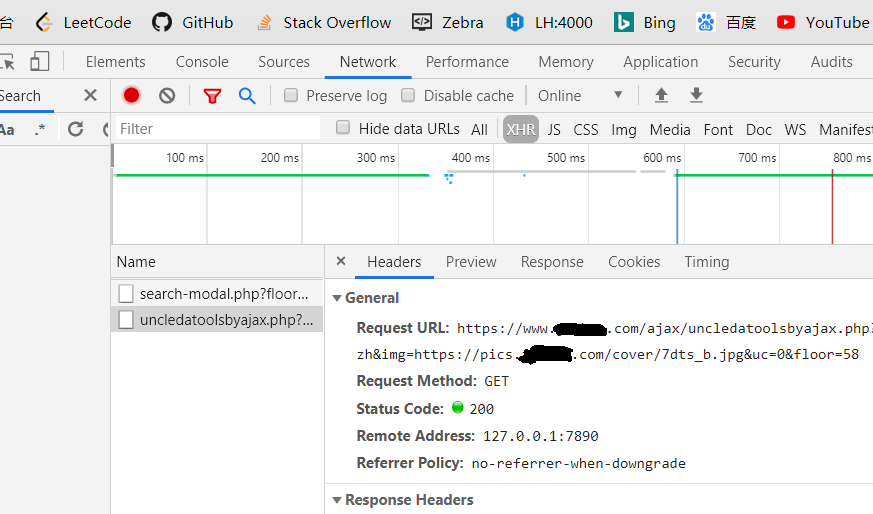 台 LeetCode GitHub Stack Overflow Zebra LH:4000 Bing 百度 YouTube
Elements Console Sources Network Performance Memory Application Security Audits
Search Preserve log Disable cache Online
Aa .* Filter Hide data URLs All XHR JS CSS Img Media Font Doc WS Manifest
100 ms 200 ms 300 ms 400 ms 500 ms 600 ms 700 ms 800 ms
Name Headers Preview Response Cookies Timing
search-modal.php?floor...
uncledatoolsbyajax.php?...
General
Request URL: https://www. .com/ajax/uncledatoolsbyajax.php?
zh&img=https://pics. .com/cover/7dts_b.jpg&uc=0&floor=58
Request Method: GET
Status Code: 200
Remote Address: 127.0.0.1:7890
Referrer Policy: no-referrer-when-downgrade
Response Headers